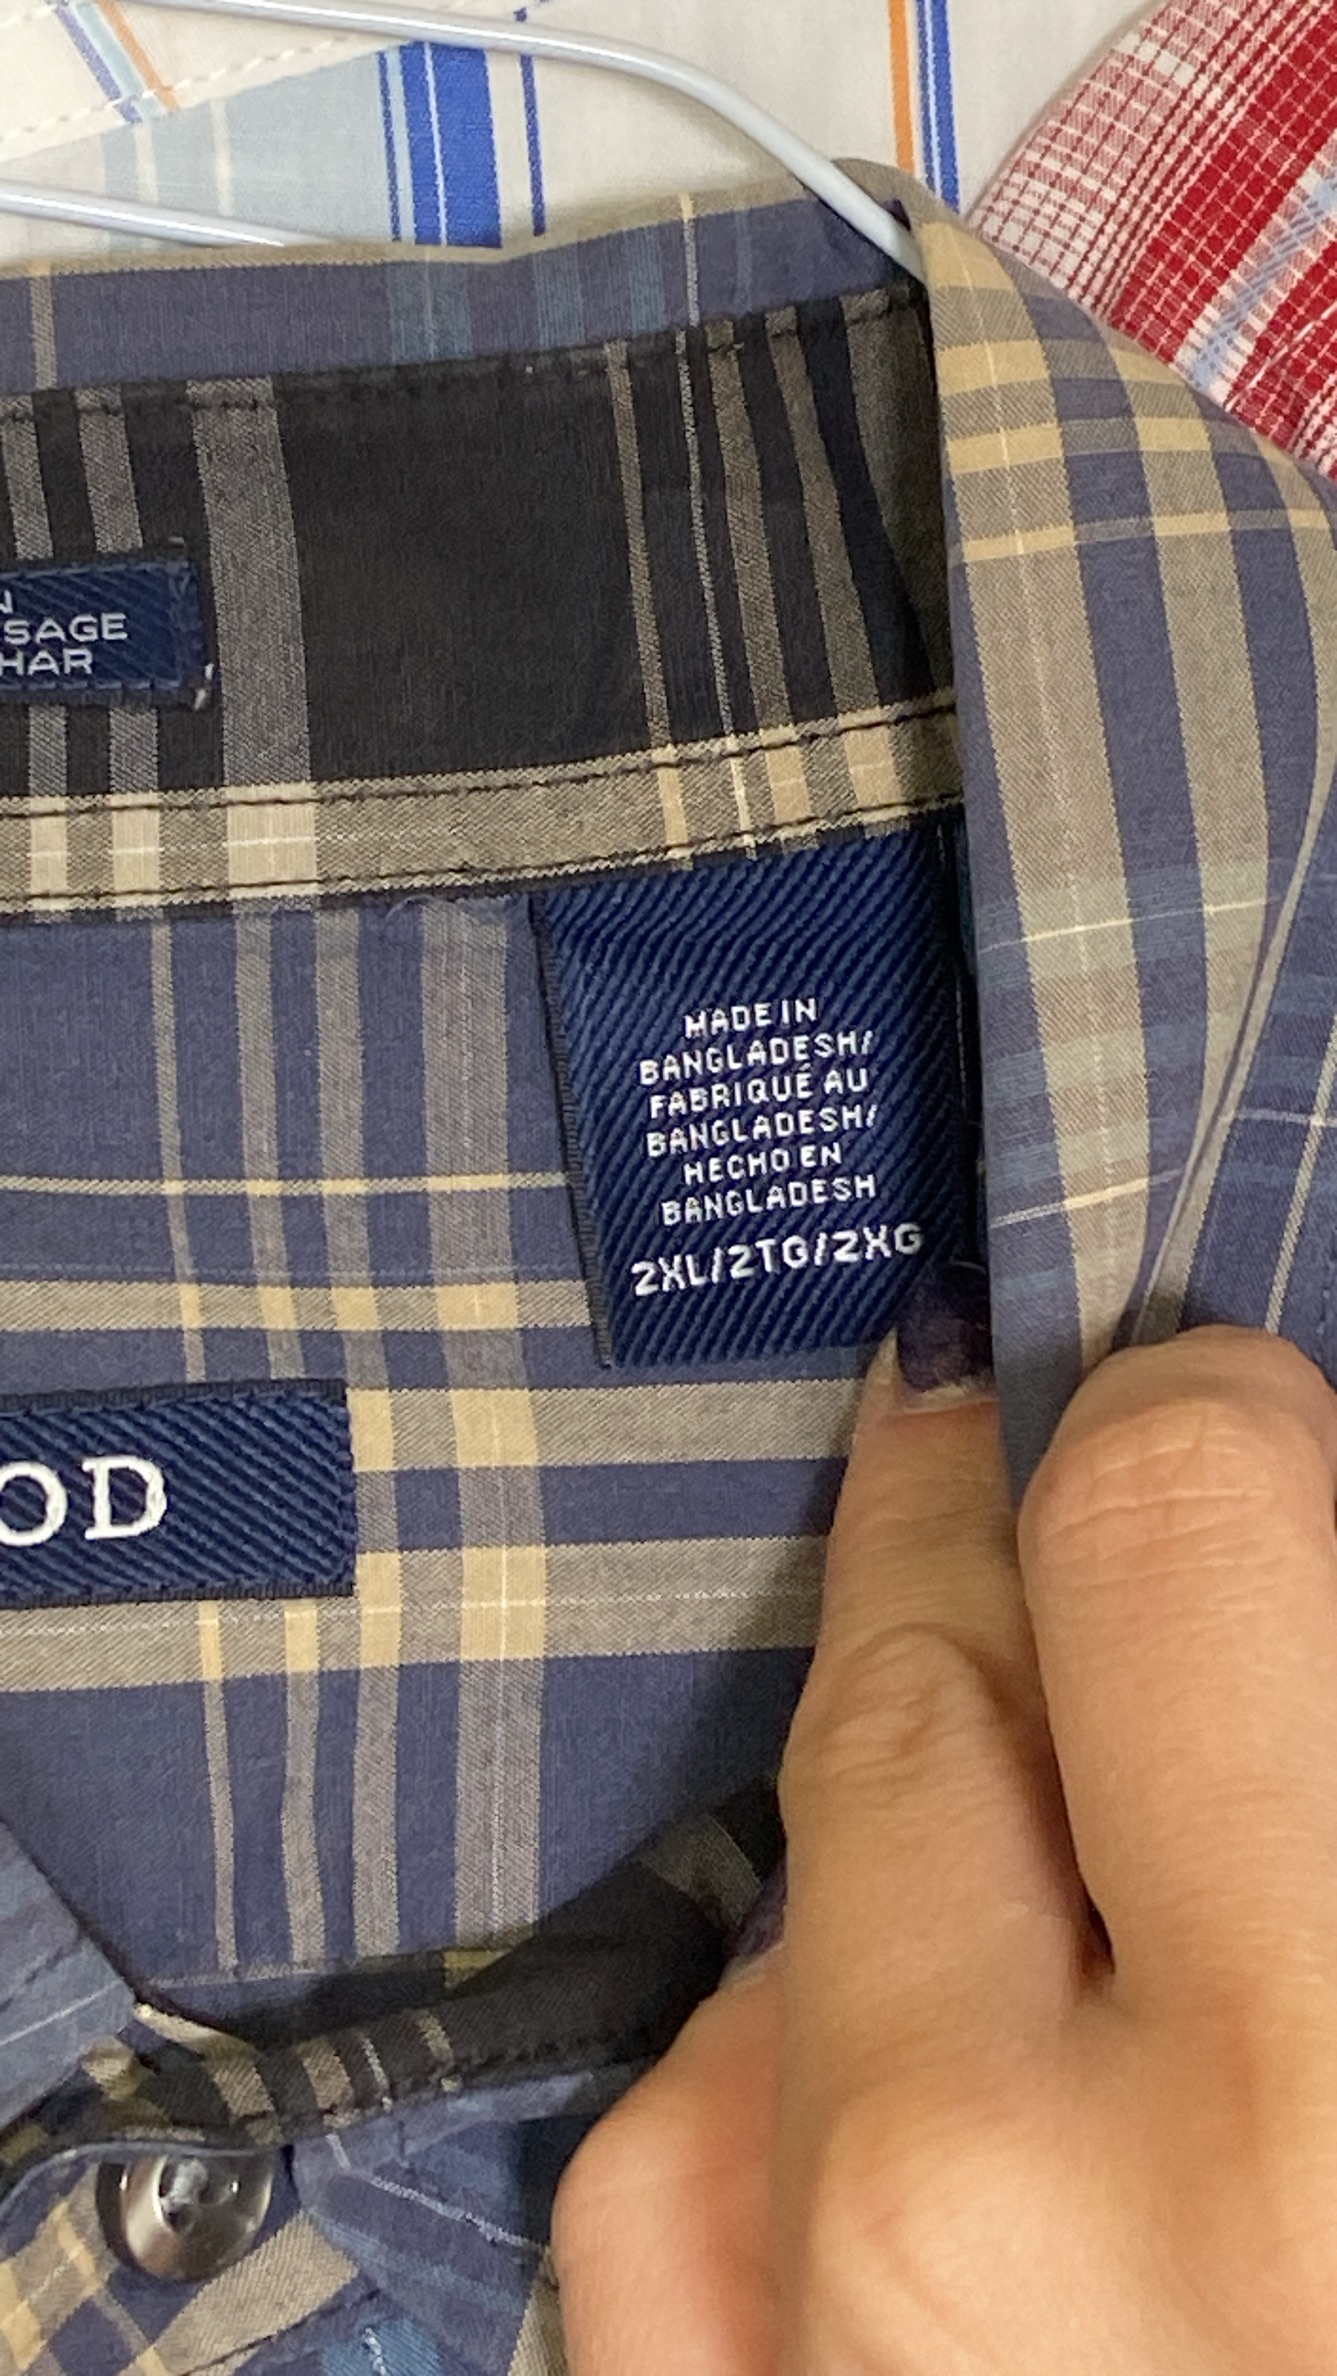 SAGE
HAR
MADE IN
BANGLADESH/
FABRIQUÉ AU
BANGLADESH/
HECHO EN
BANGLADESH
2XL/2TG/2XG
OD